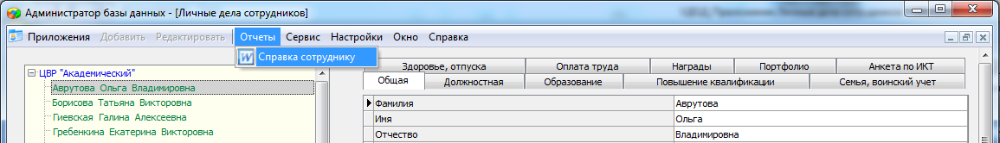 Администратор базы данных - [Личные дела сотрудников]
Приложения Добавить Редактировать Отчеты Сервис Настройки Окно Справка
Справка сотруднику
ЦВР "Академический"
Аврутова Ольга Владимировна
Борисова Татьяна Викторовна
Гиевская Галина Алексеевна
Гребенкина Екатерина Викторовна
Здоровье, отпуска Оплата труда Награды Портфолио Анкета по ИКТ
Общая Должностная Образование Повышение квалификации Семья, воинский учет
Фамилия Аврутова
Имя Ольга
Отчество Владимировна